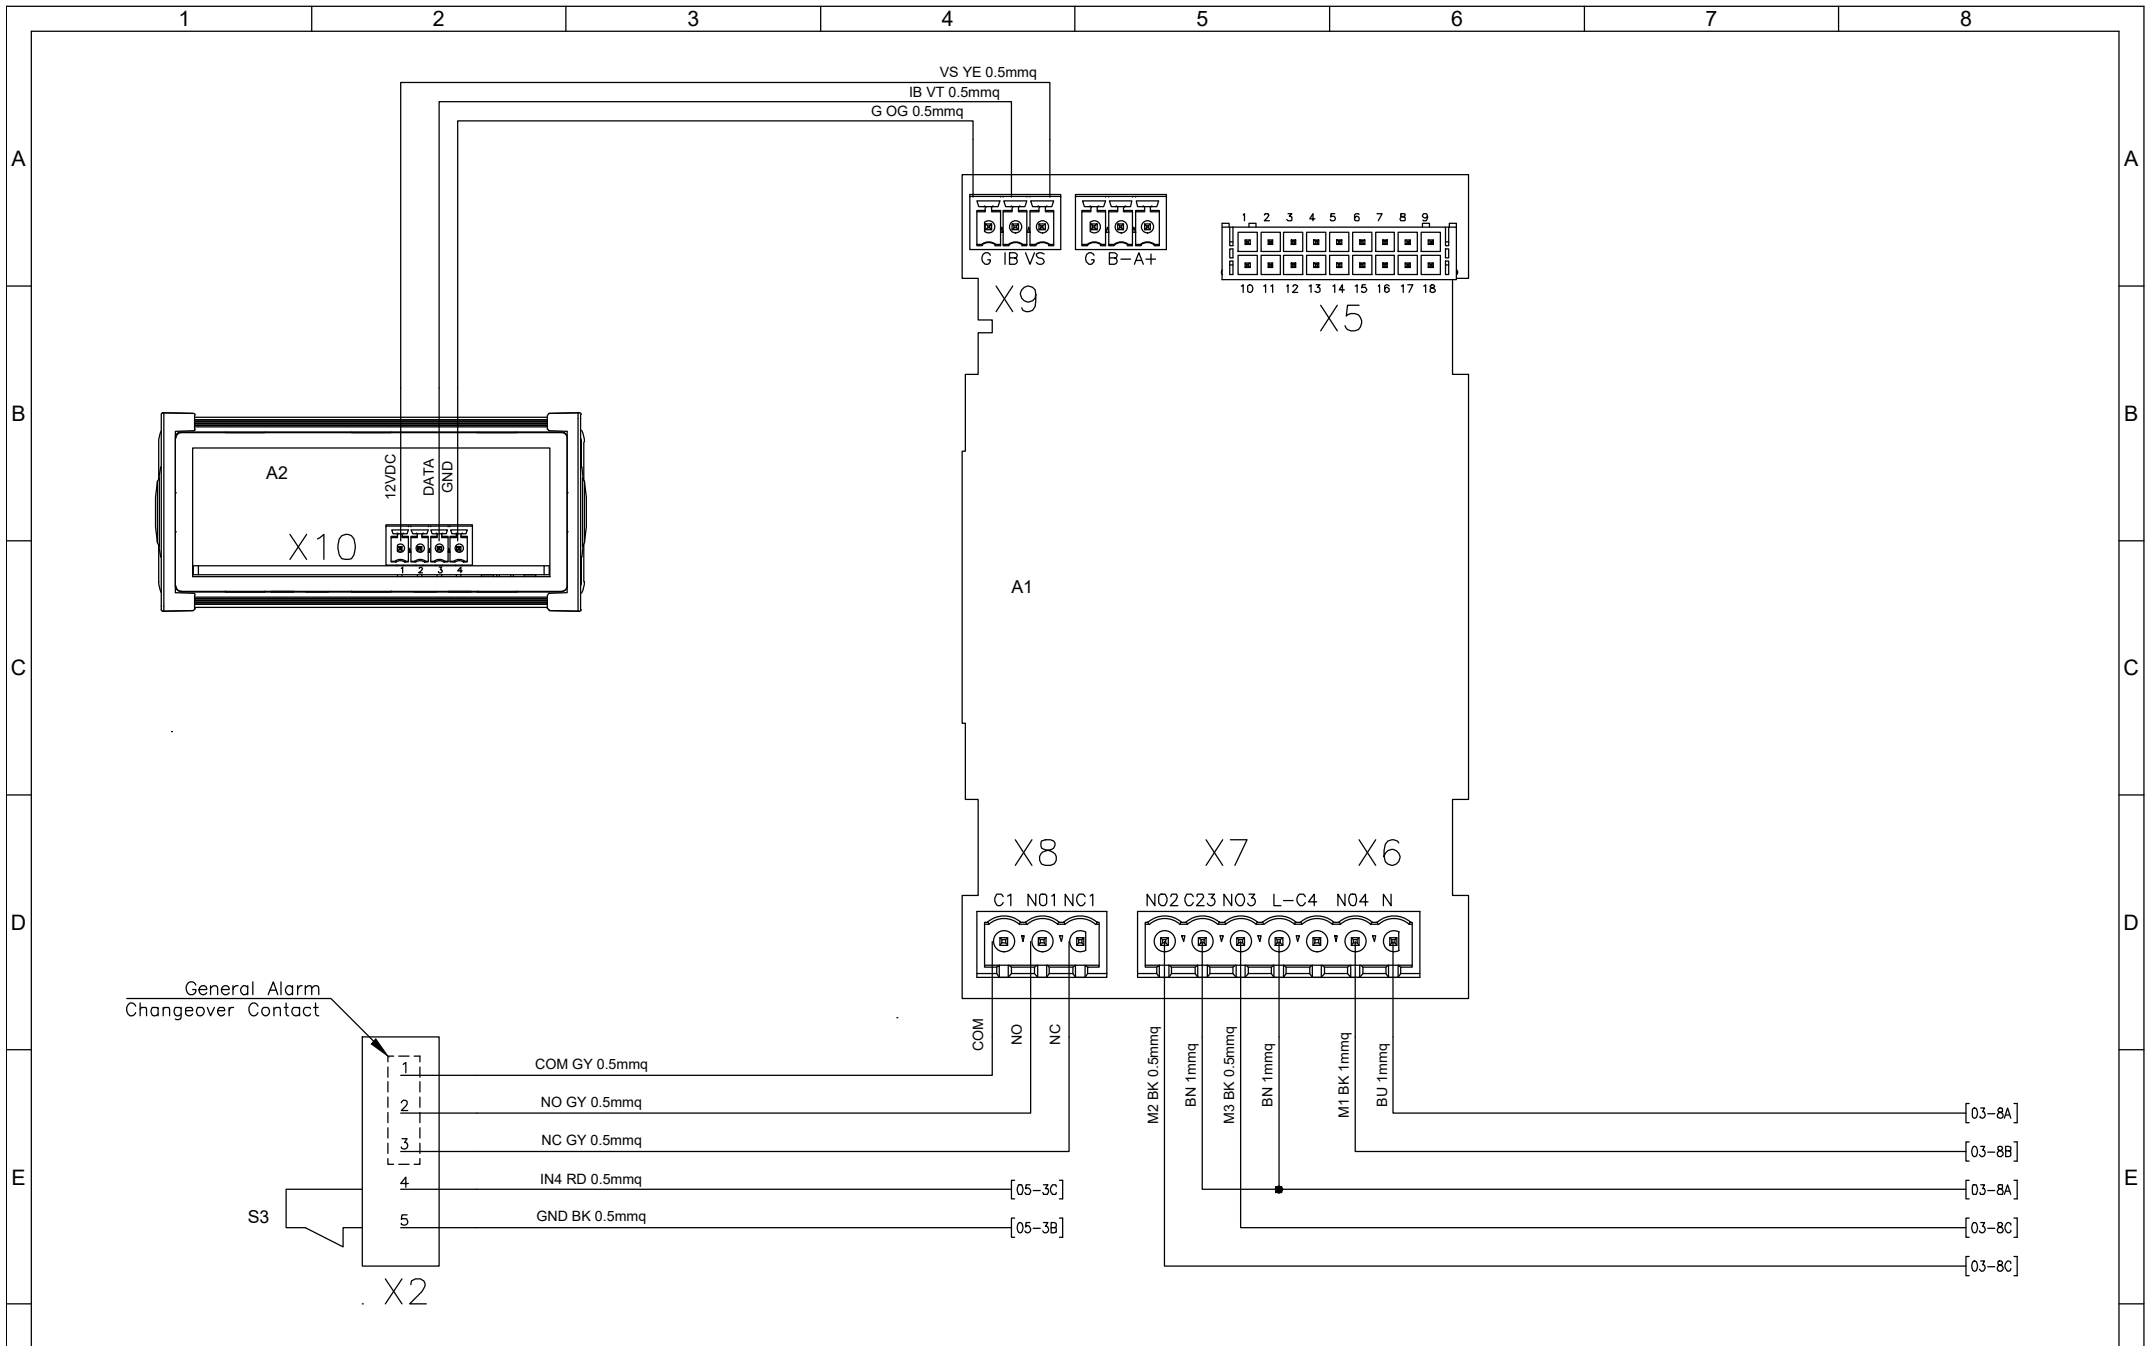 1 2 3 4 5 6 7 8
VS YE 0.5mmq
IB VT 0.5mmq
G OG 0.5mmq
A A
1 2 3 4 5 6 7 8 9
G IB VS G B-A+
10 11 12 13 14 15 16 17 18
X9
X5
B B
A2
12VDC
DATA
GND
X10
1 2 3 4
A1
C C
X8 X7 X6
C1 NO1 NC1 NO2 C23 NO3 L-C4 NO4 N
D D
General Alarm
Changeover Contact
COM
NO
NC
M2 BK 0.5mmq
BN 1mmq
M3 BK 0.5mmq
BN 1mmq
M1 BK 1mmq
BU 1mmq
1 COM GY 0.5mmq
2 NO GY 0.5mmq [03-8A]
3 NC GY 0.5mmq [03-8B]
E E
4 IN4 RD 0.5mmq [05-3C] [03-8A]
S3
5 GND BK 0.5mmq [05-3B] [03-8C]
[03-8C]
X2